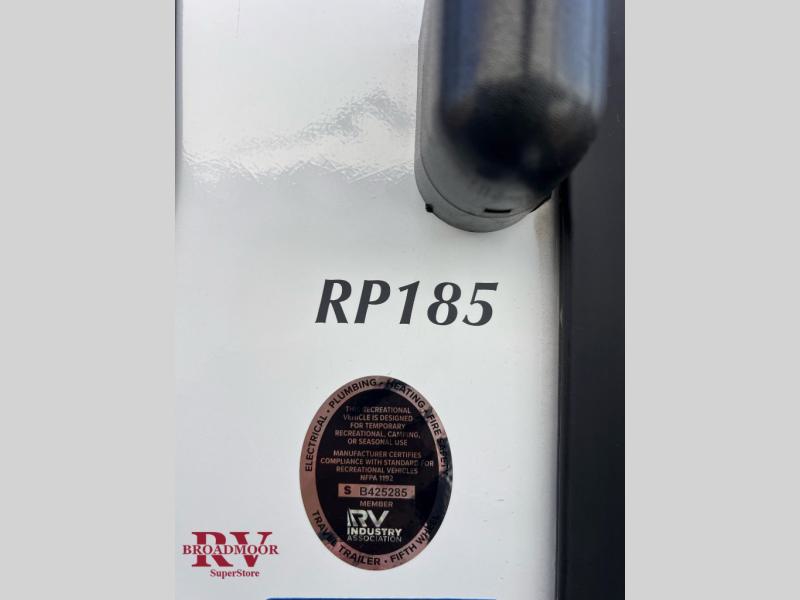 RP185
ELECTRICAL • PLUMBING • HEATING • FIRE SAFETY
THIS RECREATIONAL
VEHICLE IS DESIGNED
FOR TEMPORARY
RECREATIONAL, CAMPING,
OR SEASONAL USE
MANUFACTURER CERTIFIES
COMPLIANCE WITH STANDARD FOR
RECREATIONAL VEHICLES
NFPA 1192
S B425285
MEMBER
RV
INDUSTRY
ASSOCIATION
TRAVEL TRAILER • FIFTH WHEEL
RV
BROADMOOR
SuperStore